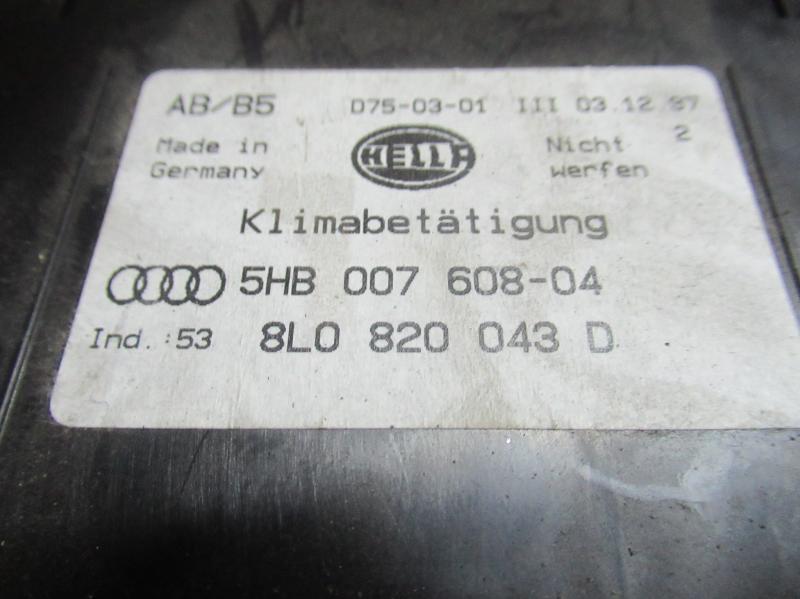 AB/B5 D75-03-01 III 03.12 97
2
Made in Germany
HELLA
Nicht werfen
Klimabetätigung
5HB 007 608-04
Ind.:53 8L0 820 043 D